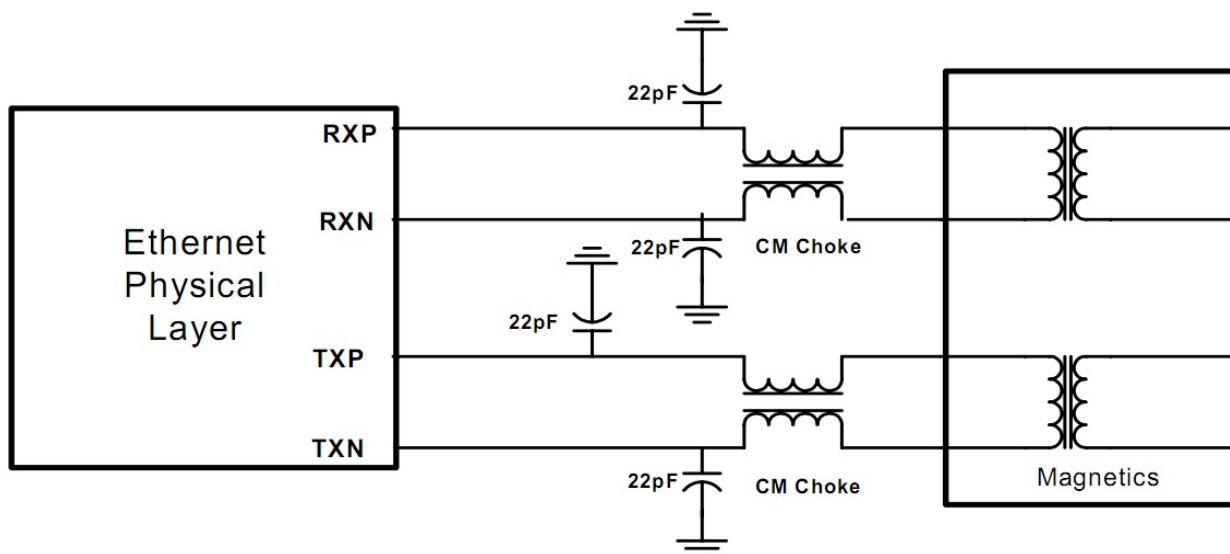 22pF
RXP
RXN
Ethernet
Physical
Layer
22pF
CM Choke
22pF
TXP
TXN
22pF
CM Choke
Magnetics